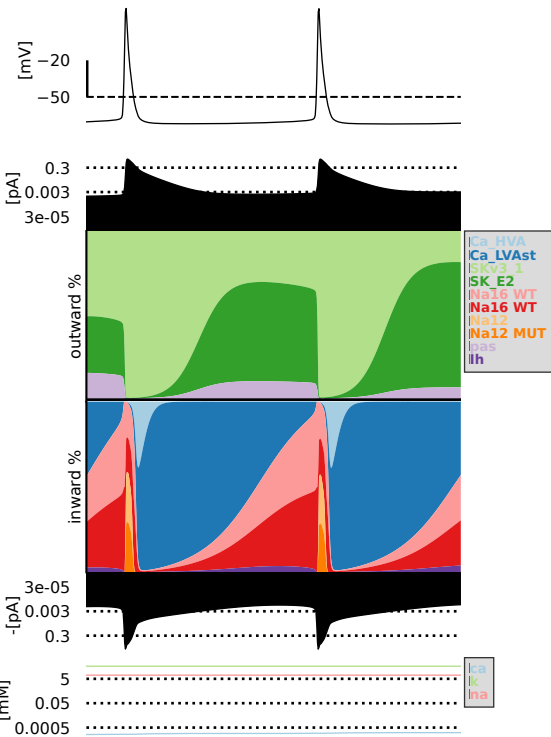 [mV]
−20
−50
[pA]
0.3
0.003
3e-05
outward %
Ca_HVA
Ca_LVAst
SKv3_1
SK_E2
Na16 WT
Na16 WT
Na12
Na12 MUT
pas
Ih
inward %
3e-05
-[pA]
0.003
0.3
[mM]
5
0.05
0.0005
ca
k
na